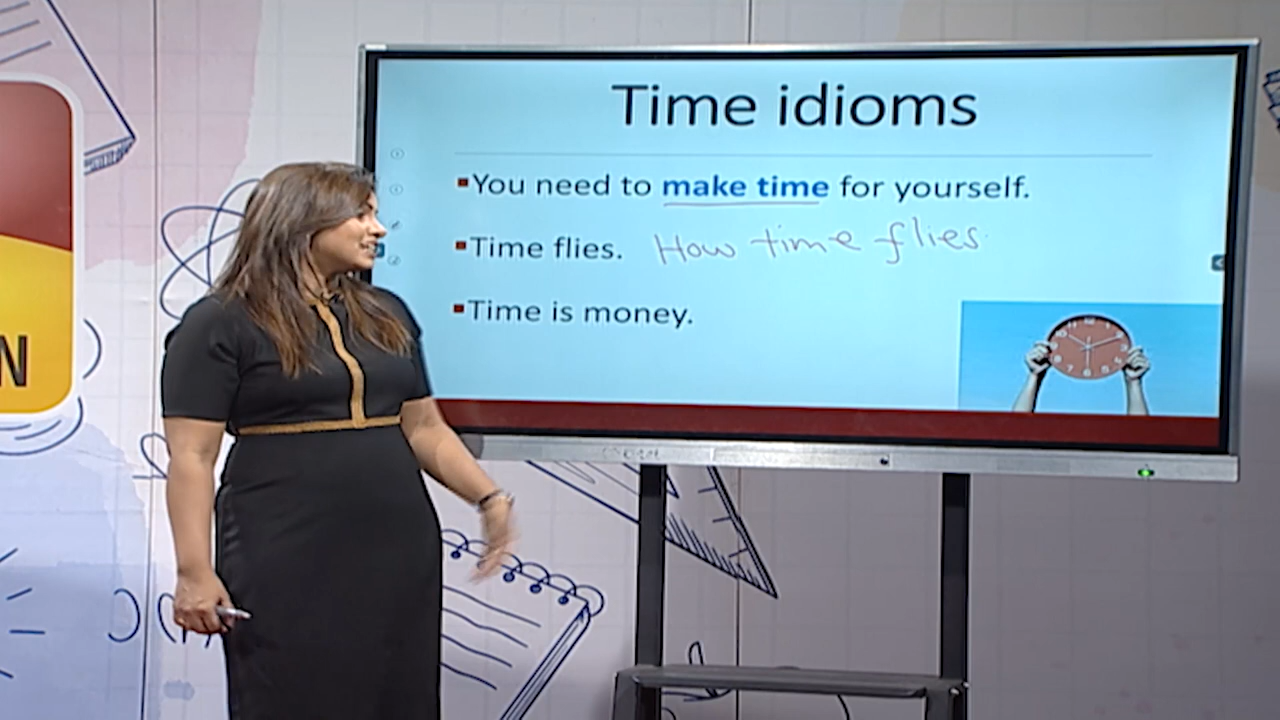 Time idioms
▪You need to make time for yourself.
▪Time flies. How time flies.
▪Time is money.
N